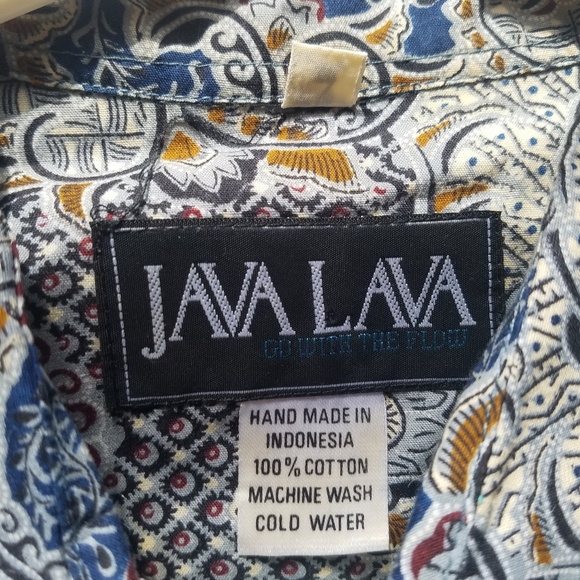 JAVA LAVA
GO WITH THE FLOW
HAND MADE IN
INDONESIA
100% COTTON
MACHINE WASH
COLD WATER